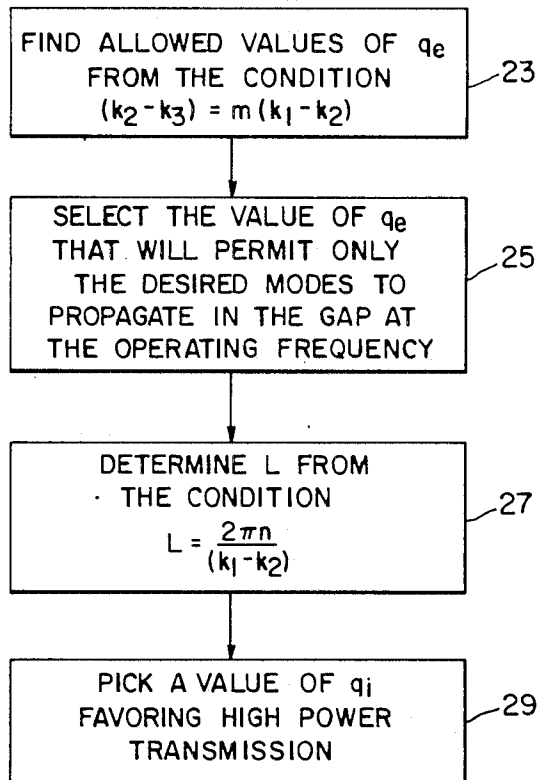 FIND ALLOWED VALUES OF qe
FROM THE CONDITION
(k2-k3) = m (k1-k2)
23
SELECT THE VALUE OF qe
THAT WILL PERMIT ONLY
THE DESIRED MODES TO
PROPAGATE IN THE GAP AT
THE OPERATING FREQUENCY
25
DETERMINE L FROM
THE CONDITION
L = 2πn/(k1-k2)
27
PICK A VALUE OF qi
FAVORING HIGH POWER
TRANSMISSION
29